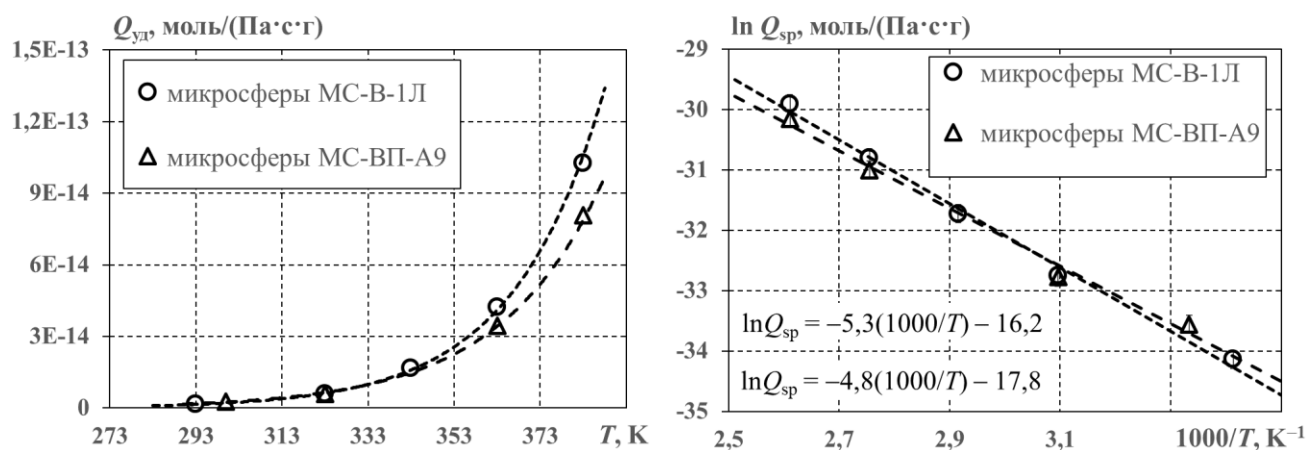 Qуд, моль/(Па·с·г)
1,5E-13
1,2E-13
9E-14
6E-14
3E-14
0
микросферы МС-В-1Л
микросферы МС-ВП-А9
273 293 313 333 353 373 T, К
ln Qsp, моль/(Па·с·г)
-29
-30
-31
-32
-33
-34
-35
микросферы МС-В-1Л
микросферы МС-ВП-А9
lnQsp = –5,3(1000/T) – 16,2
lnQsp = –4,8(1000/T) – 17,8
2,5 2,7 2,9 3,1 1000/T, К–1